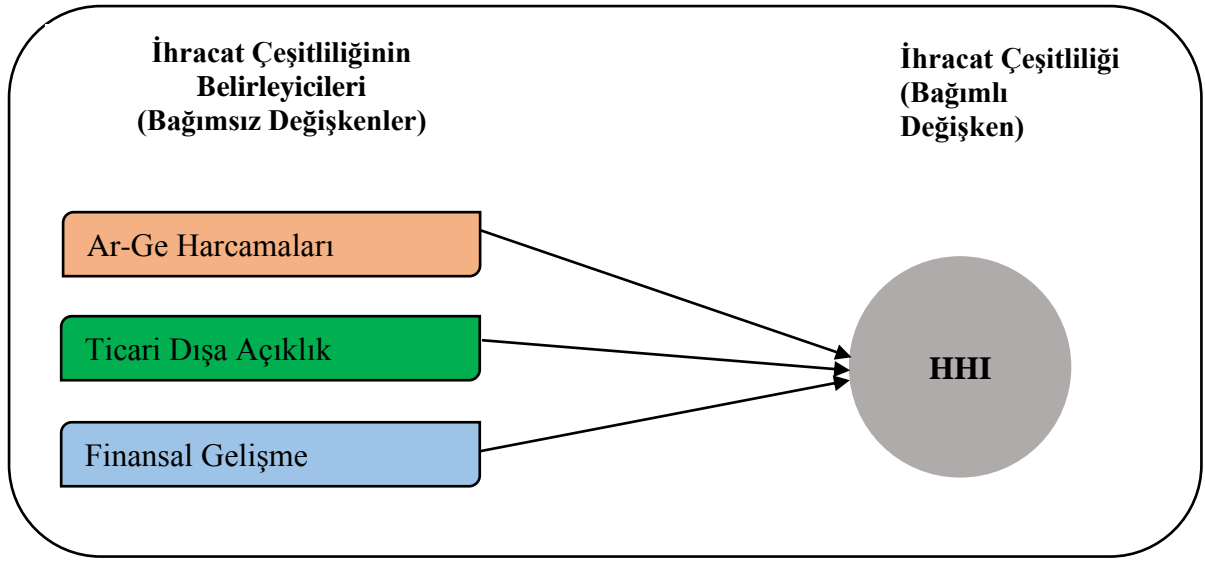 İhracat Çeşitliliğinin
Belirleyicileri
(Bağımsız Değişkenler)
İhracat Çeşitliliği
(Bağımlı
Değişken)
Ar-Ge Harcamaları
Ticari Dışa Açıklık
Finansal Gelişme
HHI